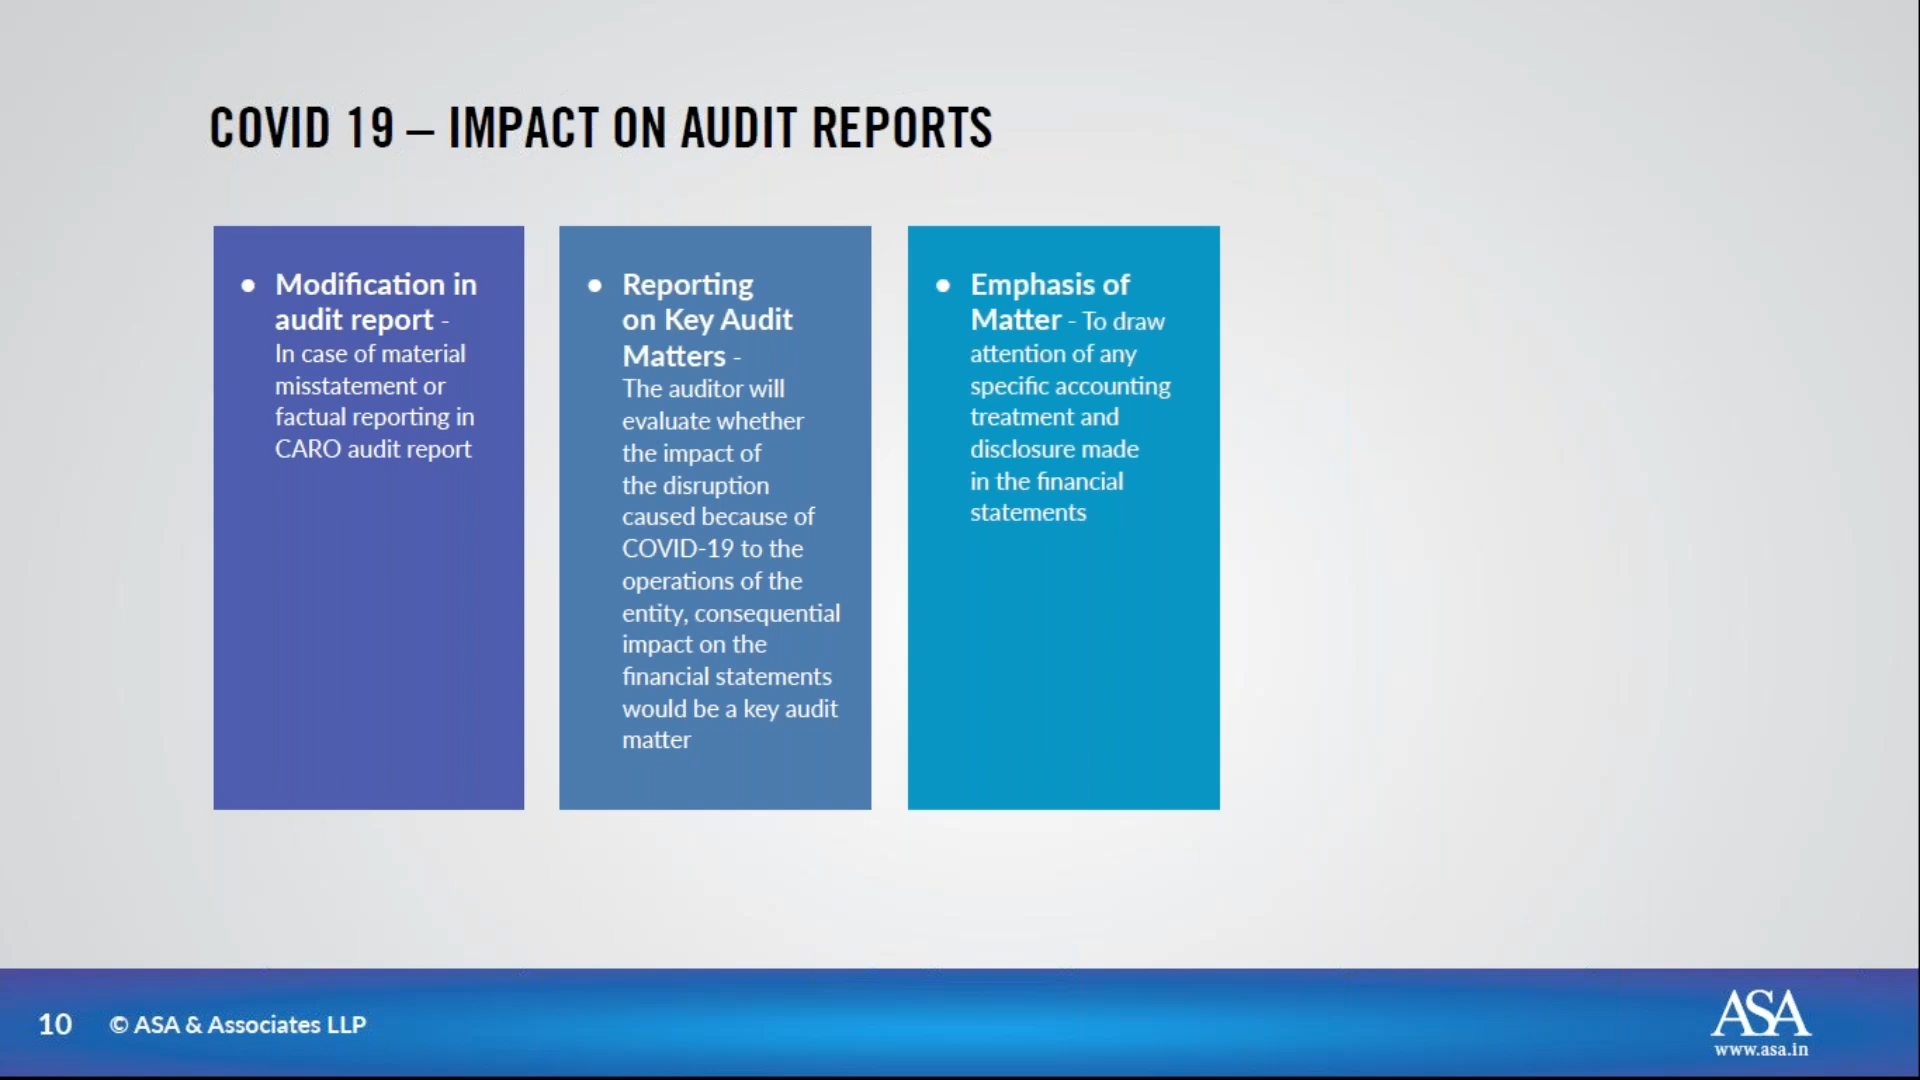 COVID 19 – IMPACT ON AUDIT REPORTS
● Modification in
audit report -
In case of material
misstatement or
factual reporting in
CARO audit report
● Reporting
on Key Audit
Matters -
The auditor will
evaluate whether
the impact of
the disruption
caused because of
COVID-19 to the
operations of the
entity, consequential
impact on the
financial statements
would be a key audit
matter
● Emphasis of
Matter - To draw
attention of any
specific accounting
treatment and
disclosure made
in the financial
statements
10 © ASA & Associates LLP
ASA
www.asa.in